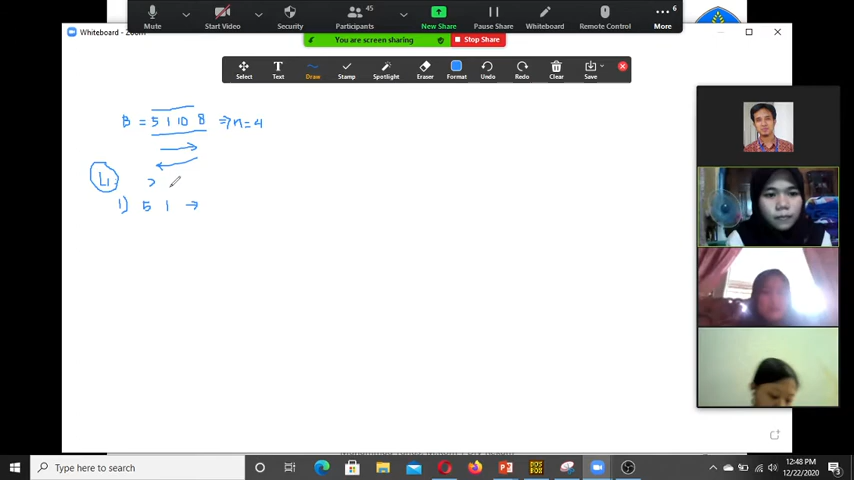 45
6
Mute
Start Video
Security
Participants
New Share
Pause Share
Whiteboard
Remote Control
More
Whiteboard - Zoom
You are screen sharing
Stop Share
Select
Text
Draw
Stamp
Spotlight
Eraser
Format
Undo
Redo
Clear
Save
B = 5 1 10 8 ⇒ n = 4
L1:
>
1) 5 1 →
Type here to search
12:48 PM
12/22/2020